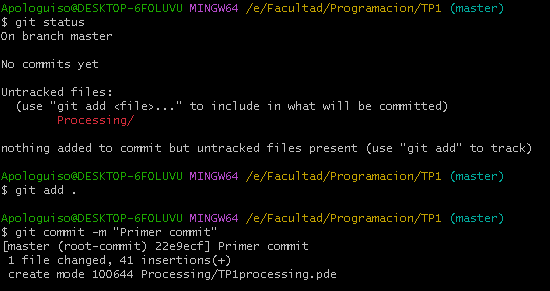 Apologuiso@DESKTOP-6FOLUVU MINGW64 /e/Facultad/Programacion/TP1 (master)
$ git status
On branch master
No commits yet
Untracked files:
(use "git add <file>..." to include in what will be committed)
Processing/
nothing added to commit but untracked files present (use "git add" to track)
Apologuiso@DESKTOP-6FOLUVU MINGW64 /e/Facultad/Programacion/TP1 (master)
$ git add .
Apologuiso@DESKTOP-6FOLUVU MINGW64 /e/Facultad/Programacion/TP1 (master)
$ git commit -m "Primer commit"
[master (root-commit) 22e9ecf] Primer commit
1 file changed, 41 insertions(+)
create mode 100644 Processing/TP1processing.pde